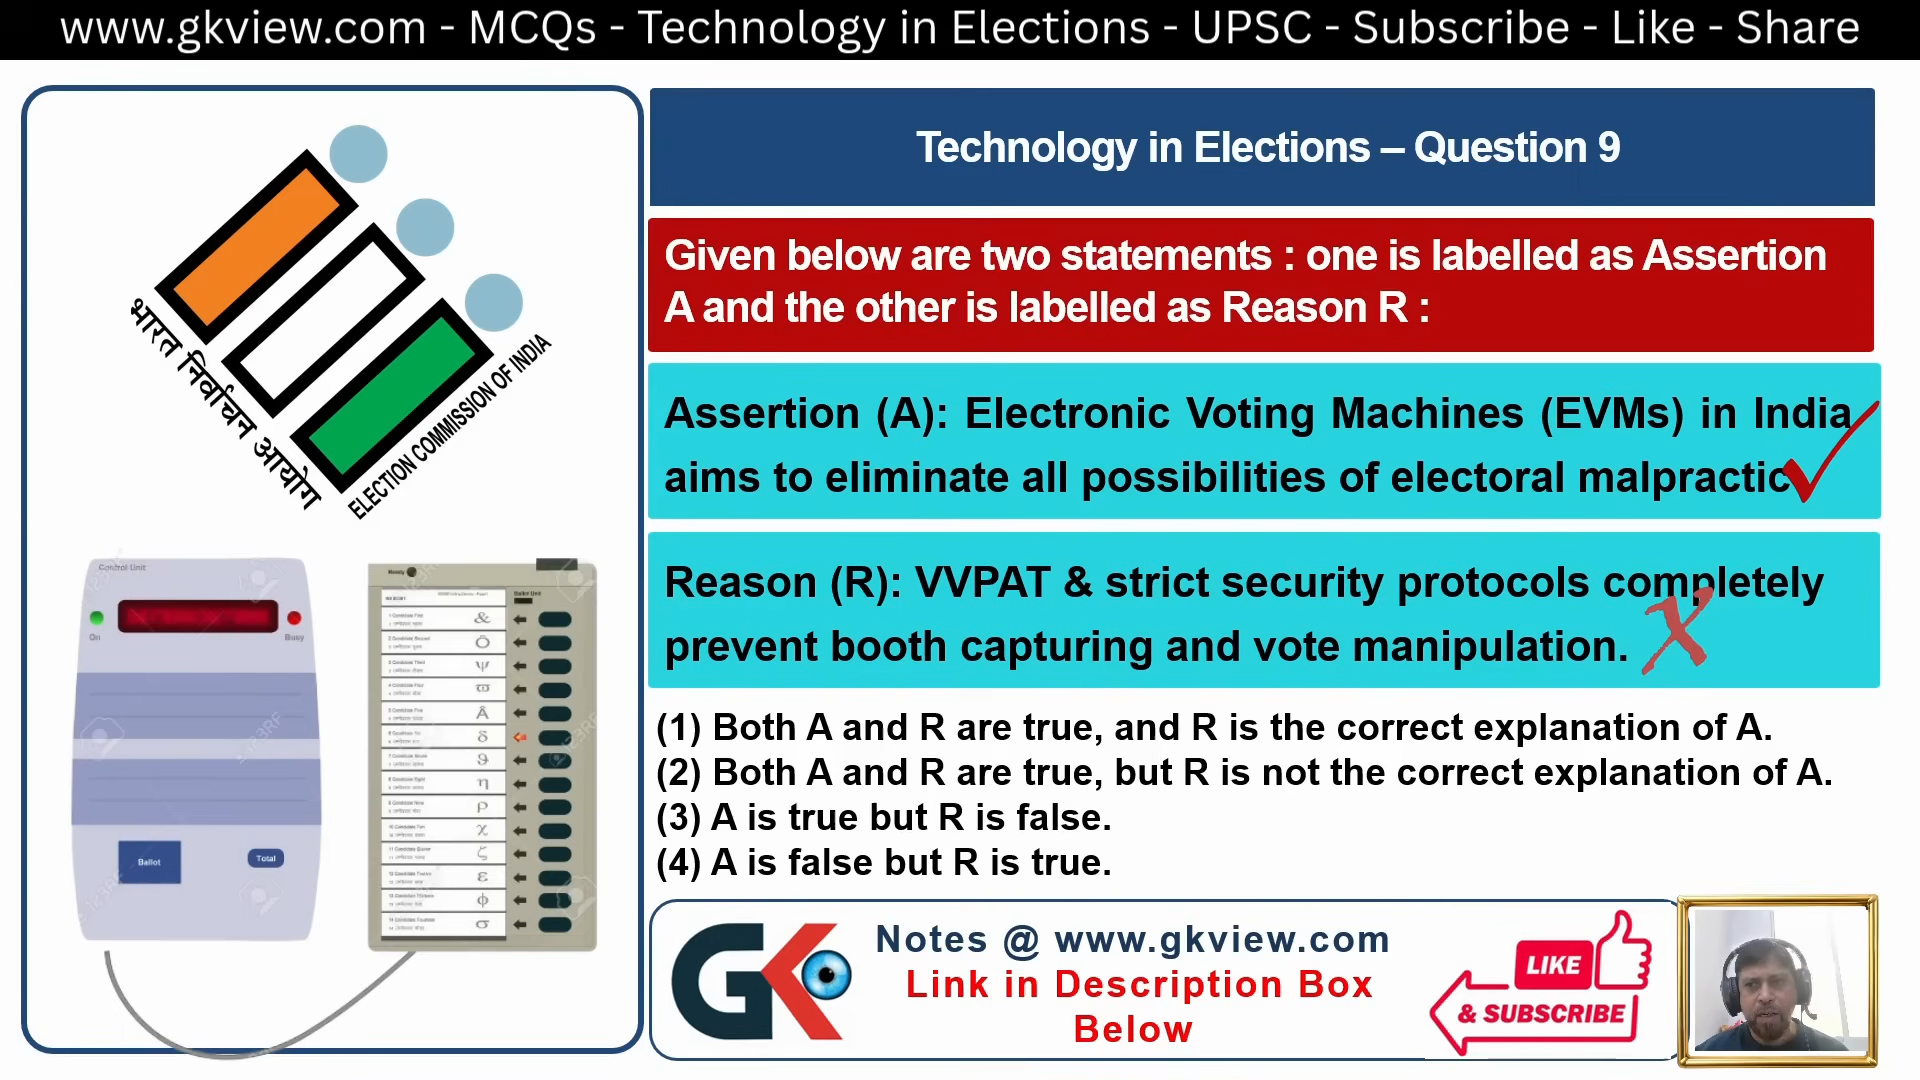 www.gkview.com - MCQs - Technology in Elections - UPSC - Subscribe - Like - Share
भारत निर्वाचन आयोग
ELECTION COMMISSION OF INDIA
Technology in Elections – Question 9
Given below are two statements : one is labelled as Assertion
A and the other is labelled as Reason R :
Assertion (A): Electronic Voting Machines (EVMs) in India
aims to eliminate all possibilities of electoral malpractic
Reason (R): VVPAT & strict security protocols completely
prevent booth capturing and vote manipulation.
(1) Both A and R are true, and R is the correct explanation of A.
(2) Both A and R are true, but R is not the correct explanation of A.
(3) A is true but R is false.
(4) A is false but R is true.
Control Unit
On
Busy
Ballot
Total
&
Ö
Ψ
ϖ
Â
δ
η
ρ
χ
ζ
ε
ϕ
σ
GK
Notes @ www.gkview.com
Link in Description Box
Below
LIKE
& SUBSCRIBE